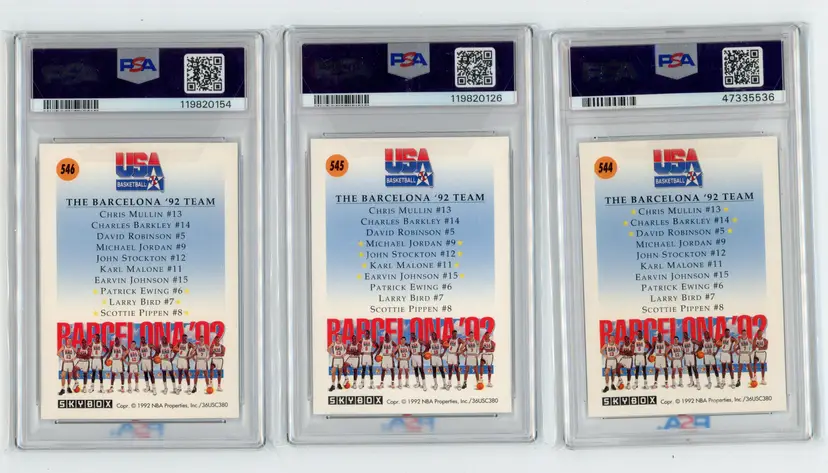 PSA
119820154
546
USA
BASKETBALL
THE BARCELONA '92 TEAM
CHRIS MULLIN #13
CHARLES BARKLEY #14
DAVID ROBINSON #5
MICHAEL JORDAN #9
JOHN STOCKTON #12
KARL MALONE #11
EARVIN JOHNSON #15
PATRICK EWING #6
LARRY BIRD #7
SCOTTIE PIPPEN #8
BARCELONA '92
SKYBOX Copr. © 1992 NBA Properties, Inc./36USC380
PSA
PSA
119820126
545
USA
BASKETBALL
THE BARCELONA '92 TEAM
CHRIS MULLIN #13
CHARLES BARKLEY #14
DAVID ROBINSON #5
MICHAEL JORDAN #9
JOHN STOCKTON #12
KARL MALONE #11
EARVIN JOHNSON #15
PATRICK EWING #6
LARRY BIRD #7
SCOTTIE PIPPEN #8
BARCELONA '92
SKYBOX Copr. © 1992 NBA Properties, Inc./36USC380
PSA
PSA
47335536
544
USA
BASKETBALL
THE BARCELONA '92 TEAM
CHRIS MULLIN #13
CHARLES BARKLEY #14
DAVID ROBINSON #5
MICHAEL JORDAN #9
JOHN STOCKTON #12
KARL MALONE #11
EARVIN JOHNSON #15
PATRICK EWING #6
LARRY BIRD #7
SCOTTIE PIPPEN #8
BARCELONA '92
SKYBOX Copr. © 1992 NBA Properties, Inc./36USC380
PSA